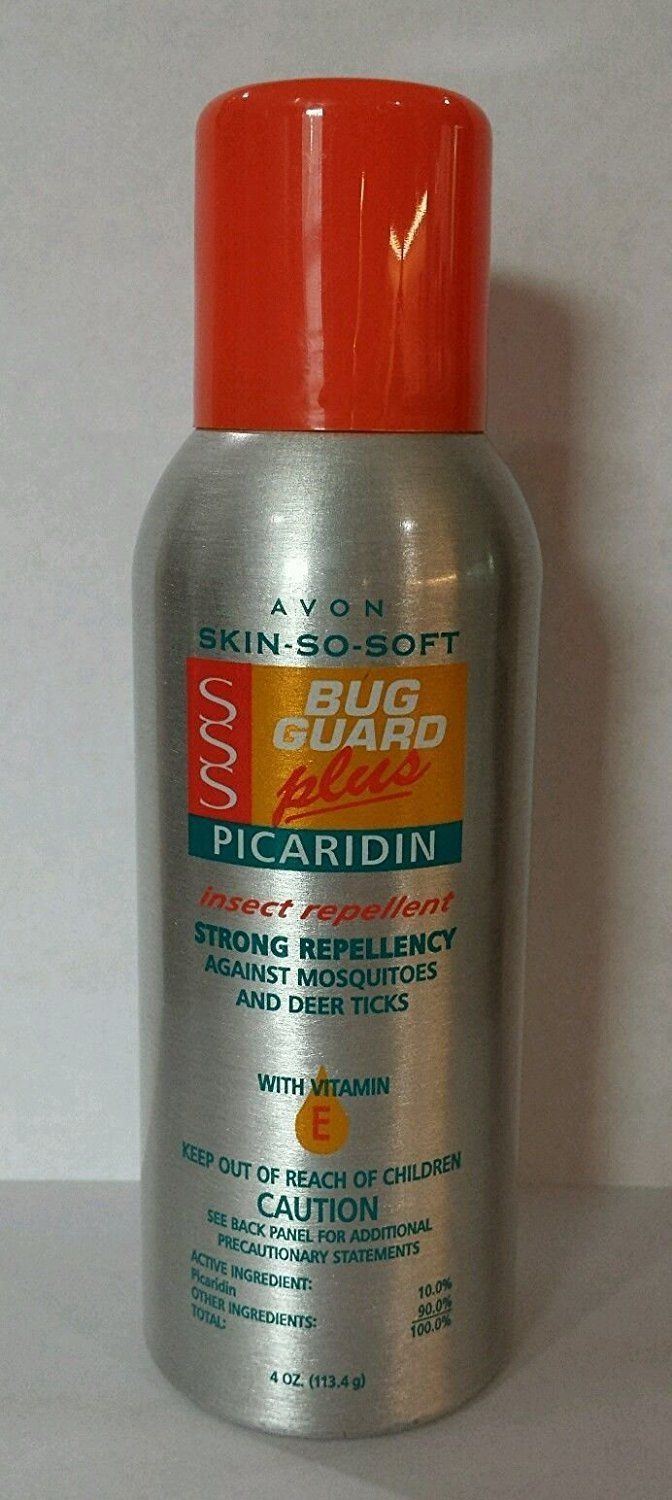 AVON
SKIN-SO-SOFT
SSS
BUG
GUARD
plus
PICARIDIN
insect repellent
STRONG REPELLENCY
AGAINST MOSQUITOES
AND DEER TICKS
WITH VITAMIN
E
KEEP OUT OF REACH OF CHILDREN
CAUTION
SEE BACK PANEL FOR ADDITIONAL
PRECAUTIONARY STATEMENTS
ACTIVE INGREDIENT:
Picaridin 10.0%
OTHER INGREDIENTS: 90.0%
TOTAL: 100.0%
4 OZ. (113.4 g)